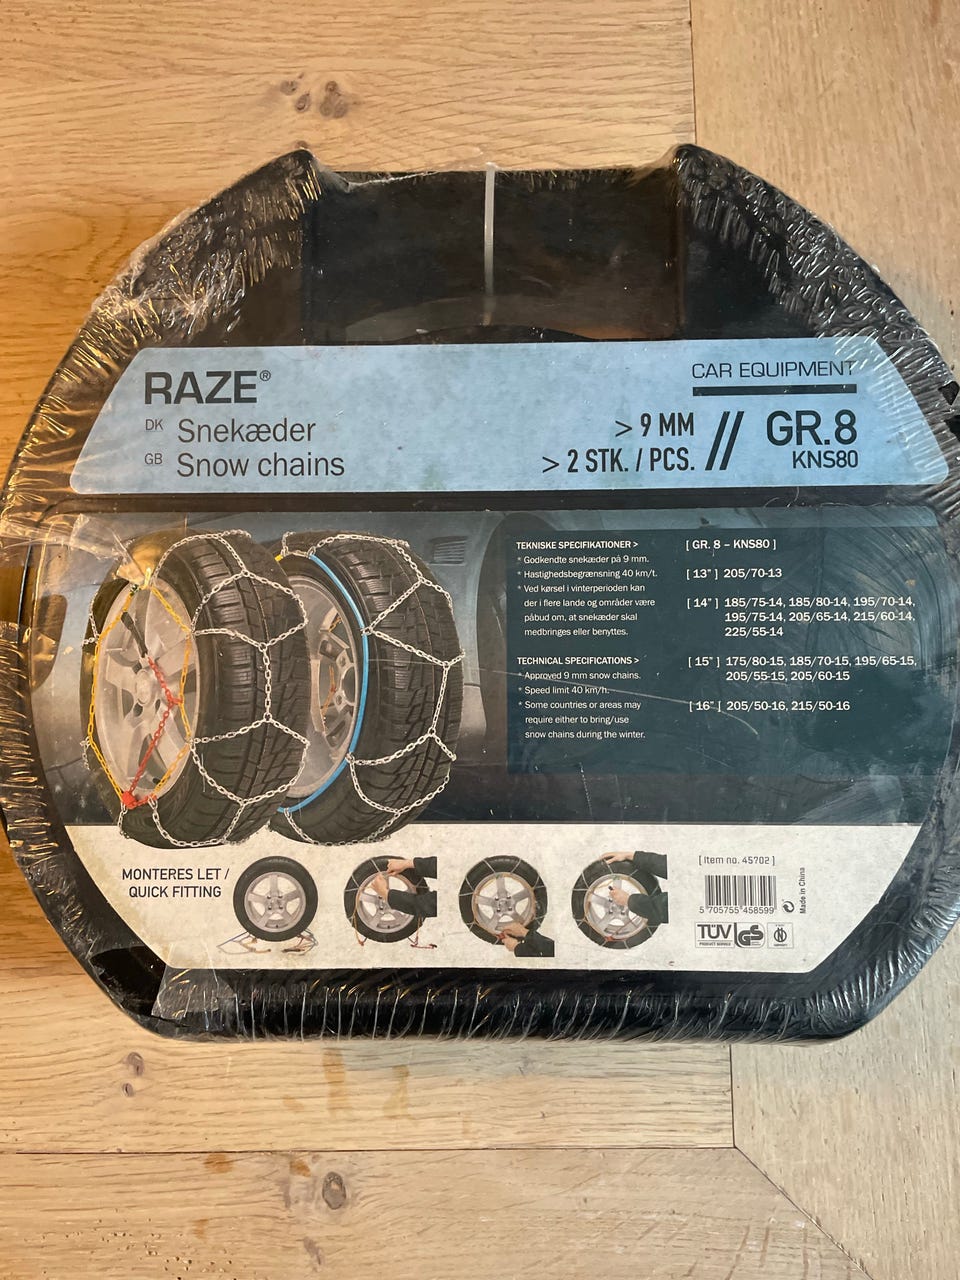 RAZE®
CAR EQUIPMENT
DK Snekæder
GB Snow chains
> 9 MM
> 2 STK. / PCS.
//
GR.8
KNS80
TEKNISKE SPECIFIKATIONER >
* Godkendte snekæder på 9 mm.
* Hastighedsbegrænsning 40 km/t.
* Ved kørsel i vinterperioden kan
der i flere lande og områder være
påbud om, at snekæder skal
medbringes eller benyttes.
TECHNICAL SPECIFICATIONS >
* Approved 9 mm snow chains.
* Speed limit 40 km/h.
* Some countries or areas may
require either to bring/use
snow chains during the winter.
[ GR. 8 – KNS80 ]
[ 13" ] 205/70-13
[ 14" ] 185/75-14, 185/80-14, 195/70-14,
195/75-14, 205/65-14, 215/60-14,
225/55-14
[ 15" ] 175/80-15, 185/70-15, 195/65-15,
205/55-15, 205/60-15
[ 16" ] 205/50-16, 215/50-16
MONTERES LET /
QUICK FITTING
[ Item no. 45702 ]
5 705755 458599
Made in China
TÜV GS
PRODUCT SERVICE